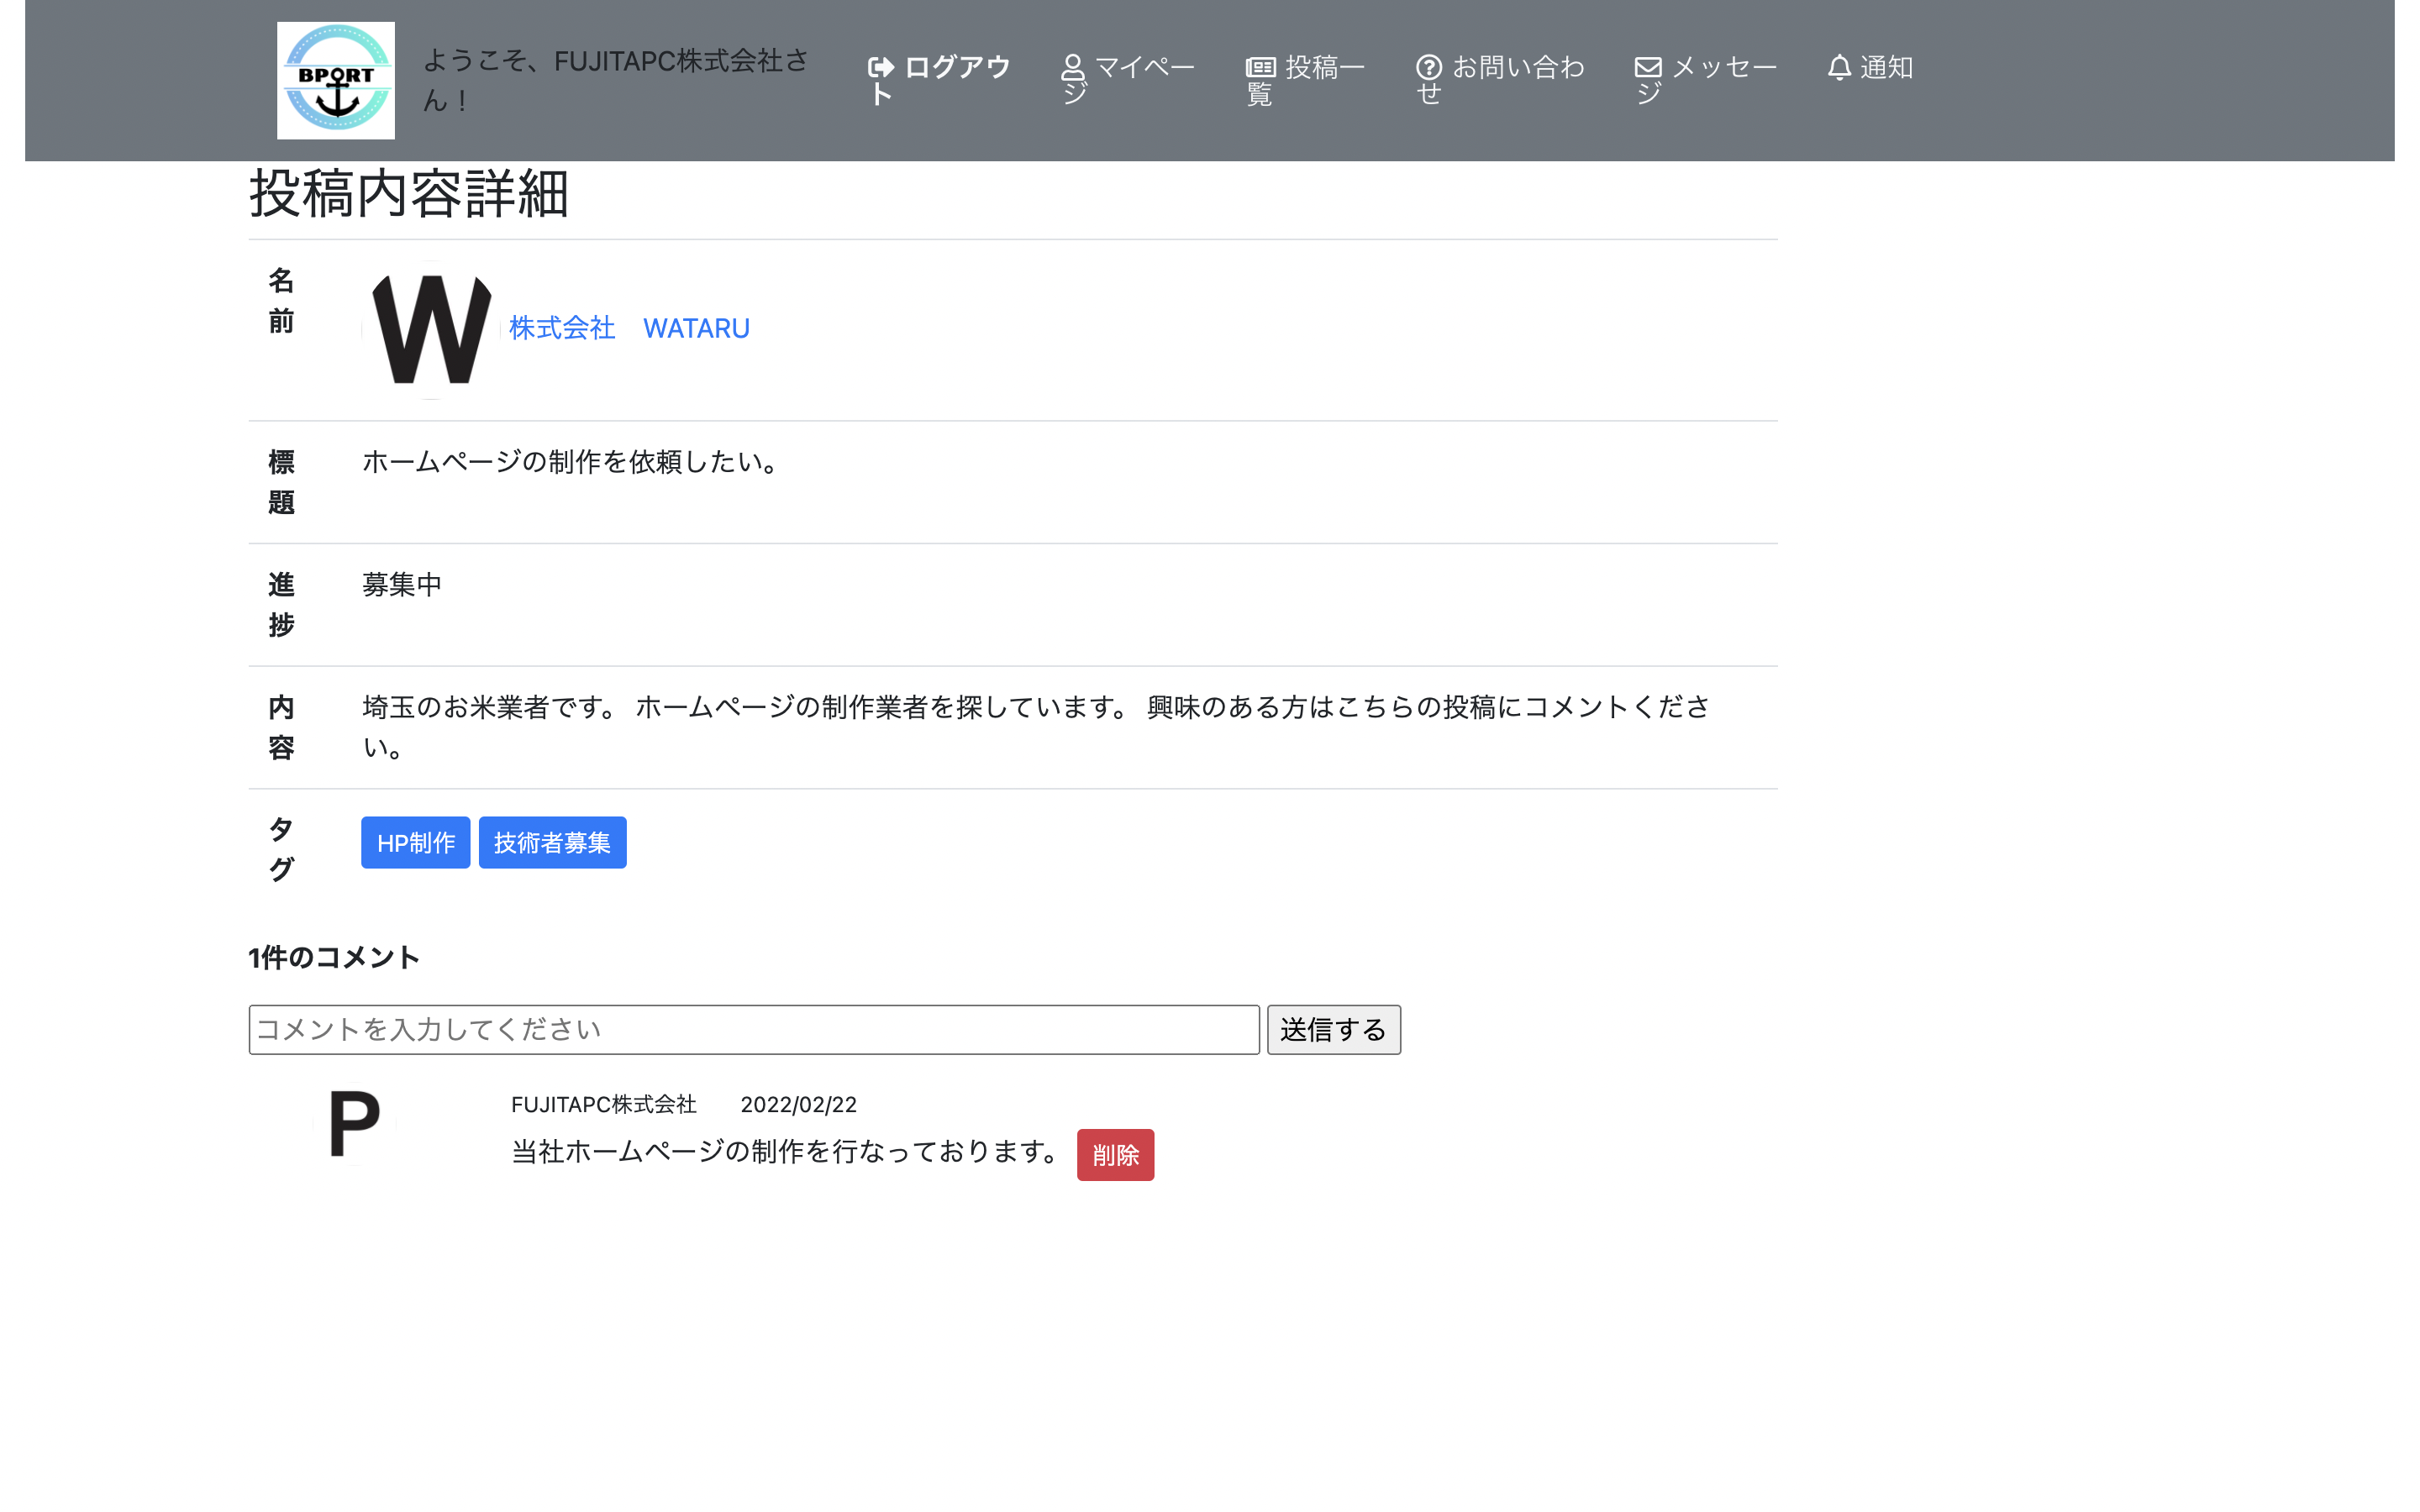 BPORT
ようこそ、FUJITAPC株式会社さ
ん！
ログアウ
ト
マイペー
ジ
投稿一
覧
お問い合わ
せ
メッセー
ジ
通知
投稿内容詳細
名
前
W
株式会社　WATARU
標
題
ホームページの制作を依頼したい。
進
捗
募集中
内
容
埼玉のお米業者です。 ホームページの制作業者を探しています。 興味のある方はこちらの投稿にコメントくださ
い。
タ
グ
HP制作
技術者募集
1件のコメント
コメントを入力してください
送信する
P
FUJITAPC株式会社　2022/02/22
当社ホームページの制作を行なっております。
削除